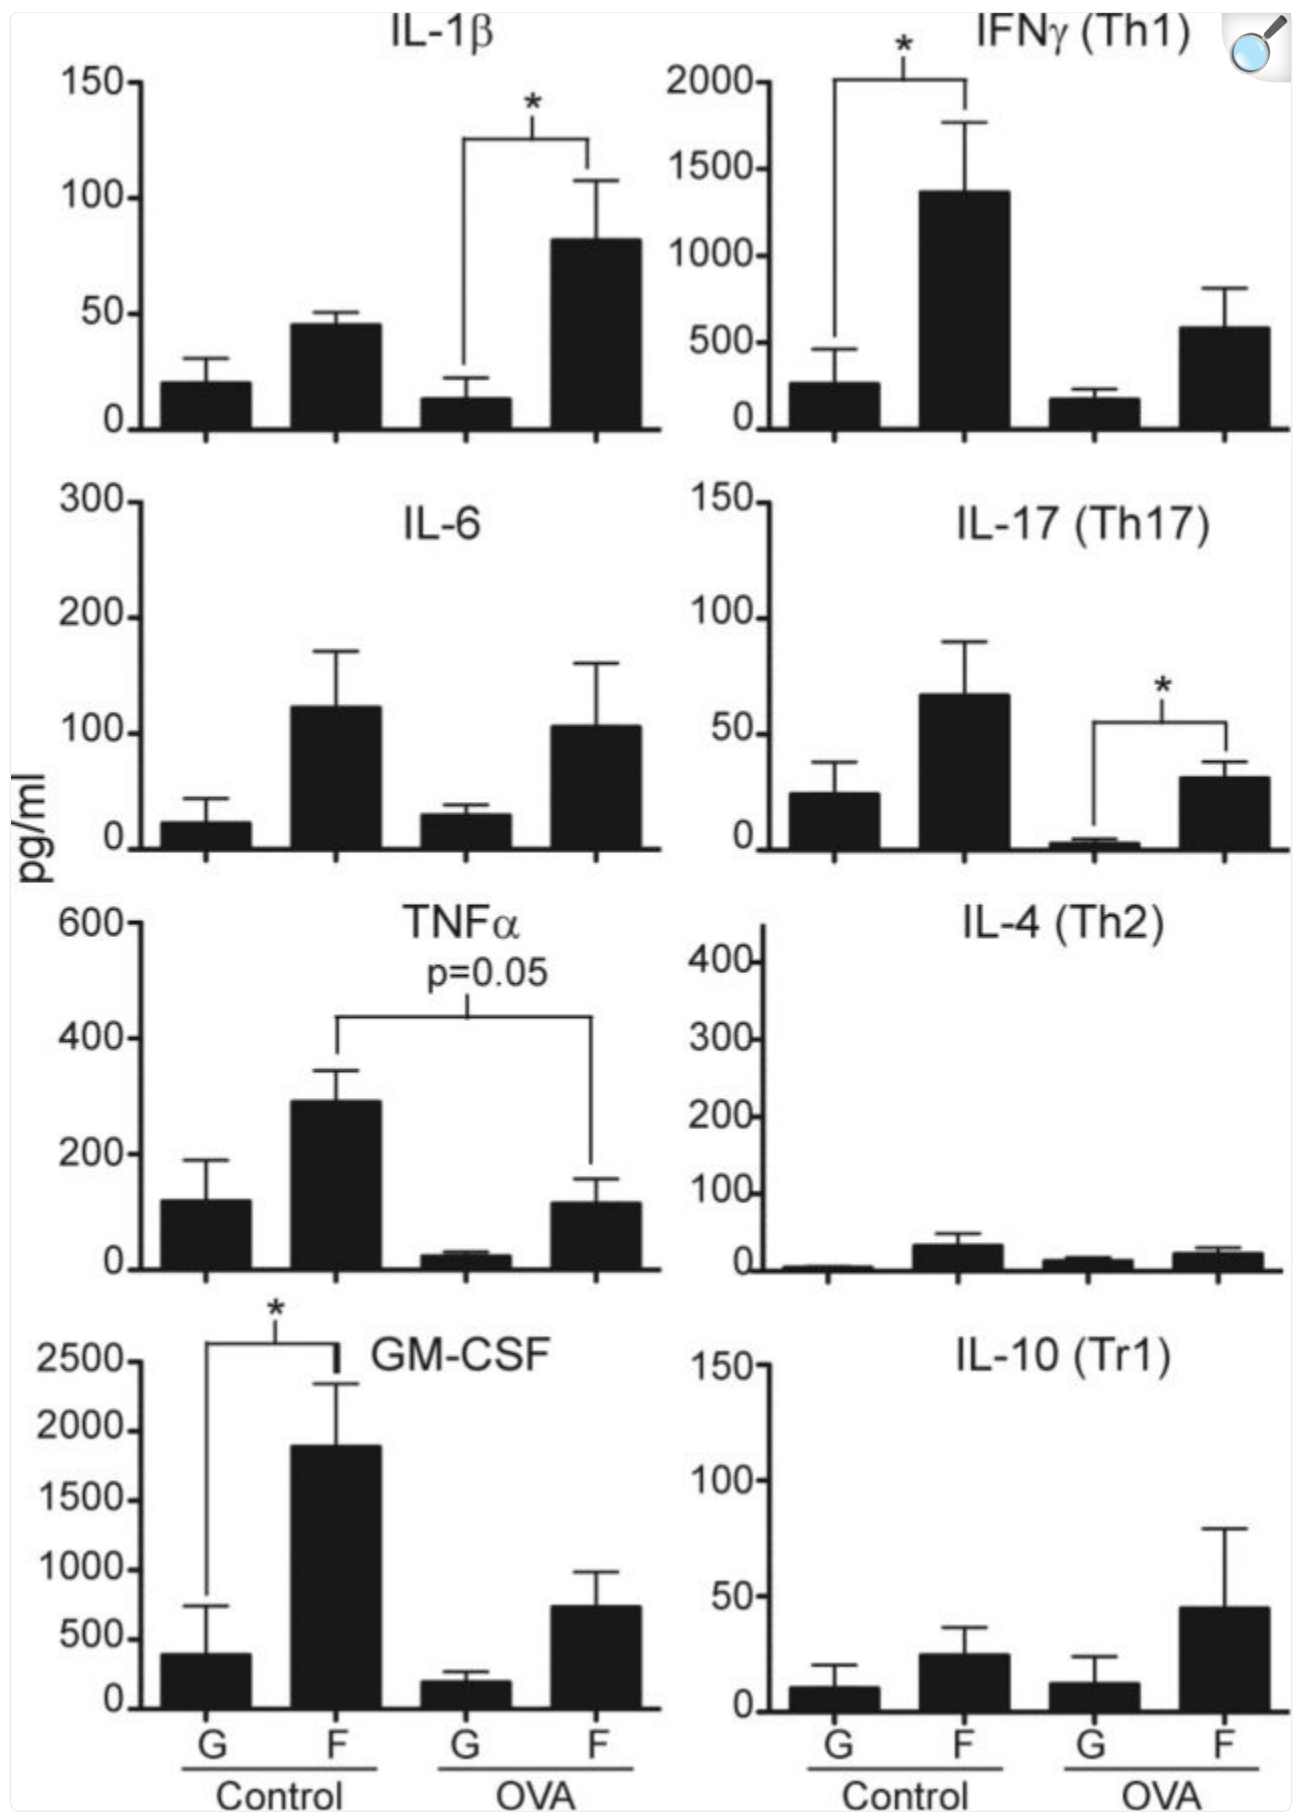 IL-1β
150
*
100
50
0
IFNγ (Th1)
2000
*
1500
1000
500
0
IL-6
300
200
100
0
IL-17 (Th17)
150
100
*
50
0
pg/ml
TNFα
600
p=0.05
400
200
0
IL-4 (Th2)
400
300
200
100
0
*
GM-CSF
2500
2000
1500
1000
500
0
IL-10 (Tr1)
150
100
50
0
G F G F
Control OVA
G F G F
Control OVA